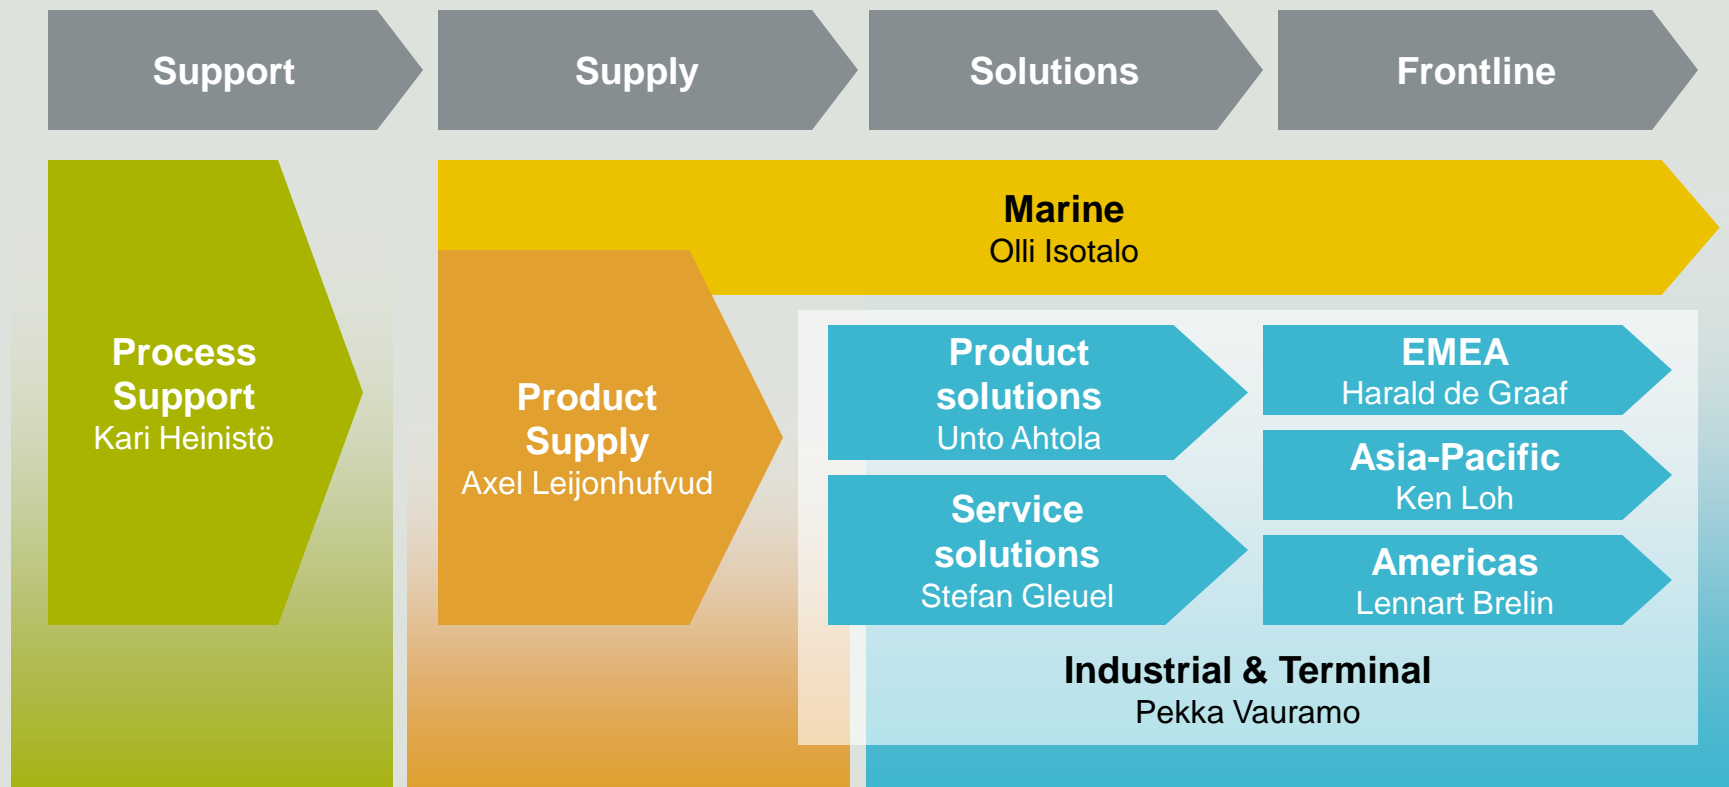 Support
Supply
Solutions
Frontline
Marine
Olli Isotalo
Process
Support
Kari Heinistö
Product
Supply
Axel Leijonhufvud
Product
solutions
Unto Ahtola
Service
solutions
Stefan Gleuel
EMEA
Harald de Graaf
Asia-Pacific
Ken Loh
Americas
Lennart Brelin
Industrial & Terminal
Pekka Vauramo